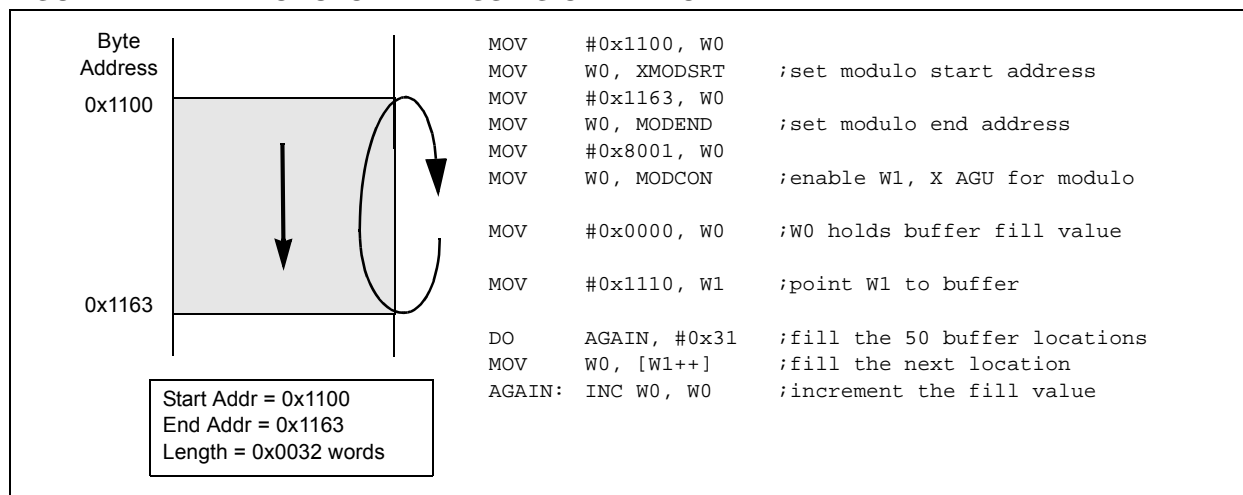 Byte
Address
0x1100
0x1163
Start Addr = 0x1100
End Addr = 0x1163
Length = 0x0032 words
MOV #0x1100, W0
MOV W0, XMODSRT ;set modulo start address
MOV #0x1163, W0
MOV W0, MODEND ;set modulo end address
MOV #0x8001, W0
MOV W0, MODCON ;enable W1, X AGU for modulo
MOV #0x0000, W0 ;W0 holds buffer fill value
MOV #0x1110, W1 ;point W1 to buffer
DO AGAIN, #0x31 ;fill the 50 buffer locations
MOV W0, [W1++] ;fill the next location
AGAIN: INC W0, W0 ;increment the fill value